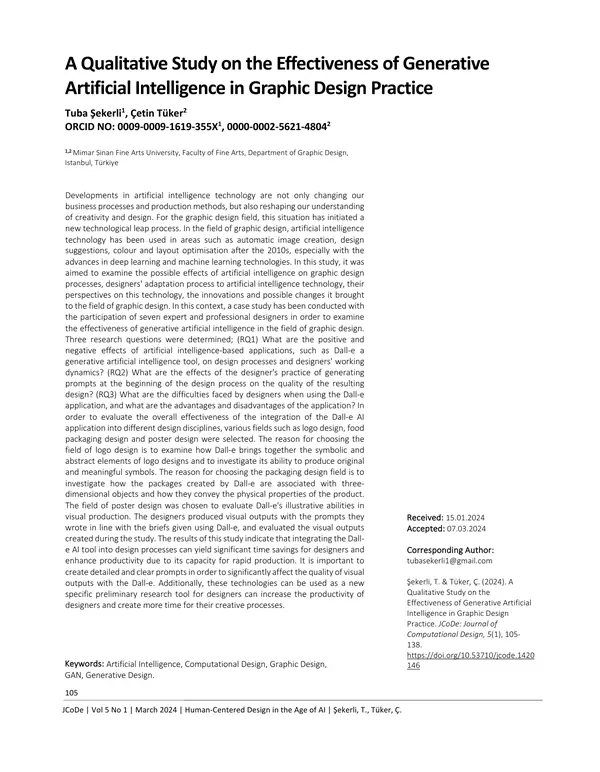 A Qualitative Study on the Effectiveness of Generative
Artificial Intelligence in Graphic Design Practice
Tuba Şekerli¹, Çetin Tüker²
ORCID NO: 0009-0009-1619-355X¹, 0000-0002-5621-4804²
¹,² Mimar Sinan Fine Arts University, Faculty of Fine Arts, Department of Graphic Design,
Istanbul, Türkiye
Developments in artificial intelligence technology are not only changing our
business processes and production methods, but also reshaping our understanding
of creativity and design. For the graphic design field, this situation has initiated a
new technological leap process. In the field of graphic design, artificial intelligence
technology has been used in areas such as automatic image creation, design
suggestions, colour and layout optimisation after the 2010s, especially with the
advances in deep learning and machine learning technologies. In this study, it was
aimed to examine the possible effects of artificial intelligence on graphic design
processes, designers' adaptation process to artificial intelligence technology, their
perspectives on this technology, the innovations and possible changes it brought
to the field of graphic design. In this context, a case study has been conducted with
the participation of seven expert and professional designers in order to examine
the effectiveness of generative artificial intelligence in the field of graphic design.
Three research questions were determined; (RQ1) What are the positive and
negative effects of artificial intelligence-based applications, such as Dall-e a
generative artificial intelligence tool, on design processes and designers' working
dynamics? (RQ2) What are the effects of the designer's practice of generating
prompts at the beginning of the design process on the quality of the resulting
design? (RQ3) What are the difficulties faced by designers when using the Dall-e
application, and what are the advantages and disadvantages of the application? In
order to evaluate the overall effectiveness of the integration of the Dall-e AI
application into different design disciplines, various fields such as logo design, food
packaging design and poster design were selected. The reason for choosing the
field of logo design is to examine how Dall-e brings together the symbolic and
abstract elements of logo designs and to investigate its ability to produce original
and meaningful symbols. The reason for choosing the packaging design field is to
investigate how the packages created by Dall-e are associated with three-
dimensional objects and how they convey the physical properties of the product.
The field of poster design was chosen to evaluate Dall-e's illustrative abilities in
visual production. The designers produced visual outputs with the prompts they
wrote in line with the briefs given using Dall-e, and evaluated the visual outputs
created during the study. The results of this study indicate that integrating the Dall-
e AI tool into design processes can yield significant time savings for designers and
enhance productivity due to its capacity for rapid production. It is important to
create detailed and clear prompts in order to significantly affect the quality of visual
outputs with the Dall-e. Additionally, these technologies can be used as a new
specific preliminary research tool for designers can increase the productivity of
designers and create more time for their creative processes.
Received: 15.01.2024
Accepted: 07.03.2024
Corresponding Author:
tubasekerli1@gmail.com
Şekerli, T. & Tüker, Ç. (2024). A
Qualitative Study on the
Effectiveness of Generative Artificial
Intelligence in Graphic Design
Practice. JCoDe: Journal of
Computational Design, 5(1), 105-
138.
https://doi.org/10.53710/jcode.1420
146
Keywords: Artificial Intelligence, Computational Design, Graphic Design,
GAN, Generative Design.
105
JCoDe | Vol 5 No 1 | March 2024 | Human-Centered Design in the Age of AI | Şekerli, T., Tüker, Ç.